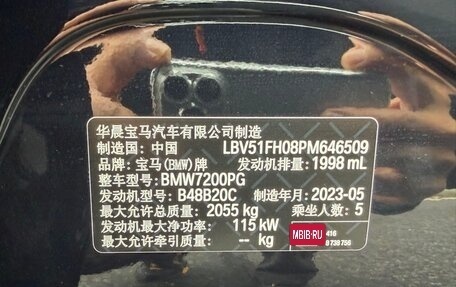 华晨宝马汽车有限公司制造
制造国: 中国 LBV51FH08PM646509
品牌: 宝马(BMW)牌 发动机排量: 1998 mL
整车型号: BMW7200PG
发动机型号: B48B20C 制造年月: 2023-05
最大允许总质量: 2055 kg 乘坐人数: 5
发动机最大净功率: 115 kW
最大允许牵引质量: -- kg
MBIB.RU
416
8 739 756